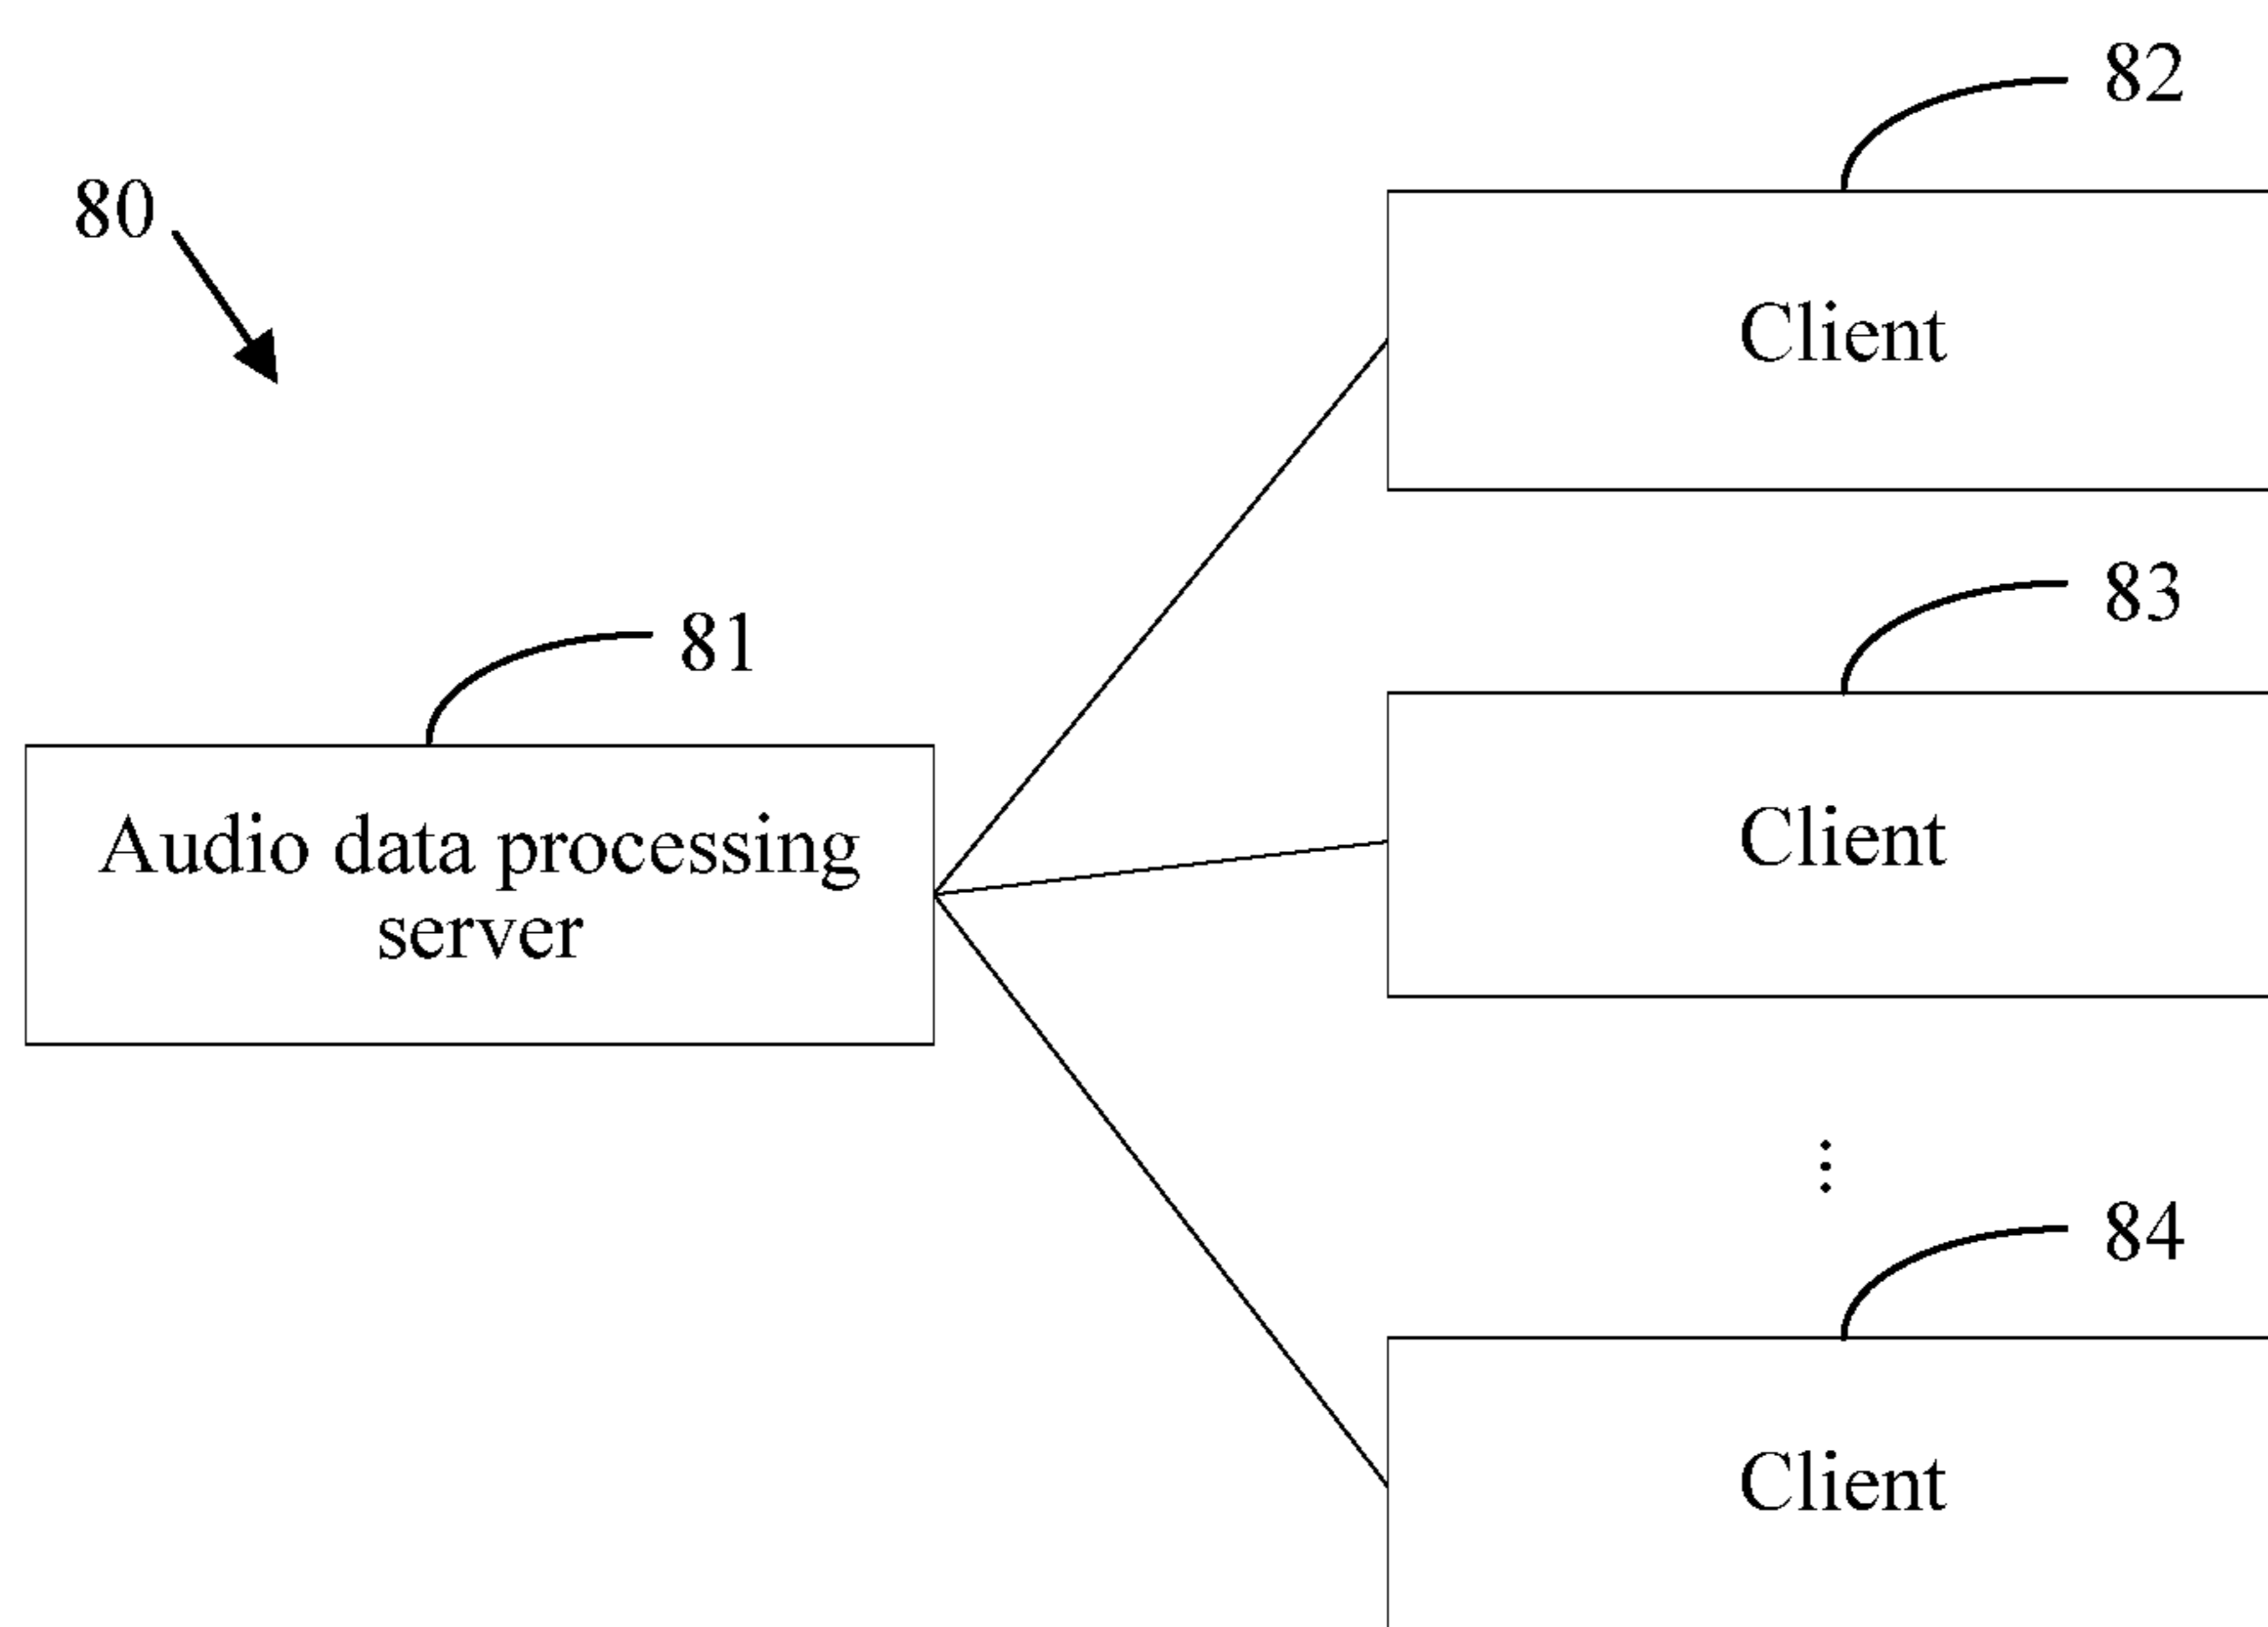 82
80
Client
83
81
Client
Audio data processing
server
84
Client